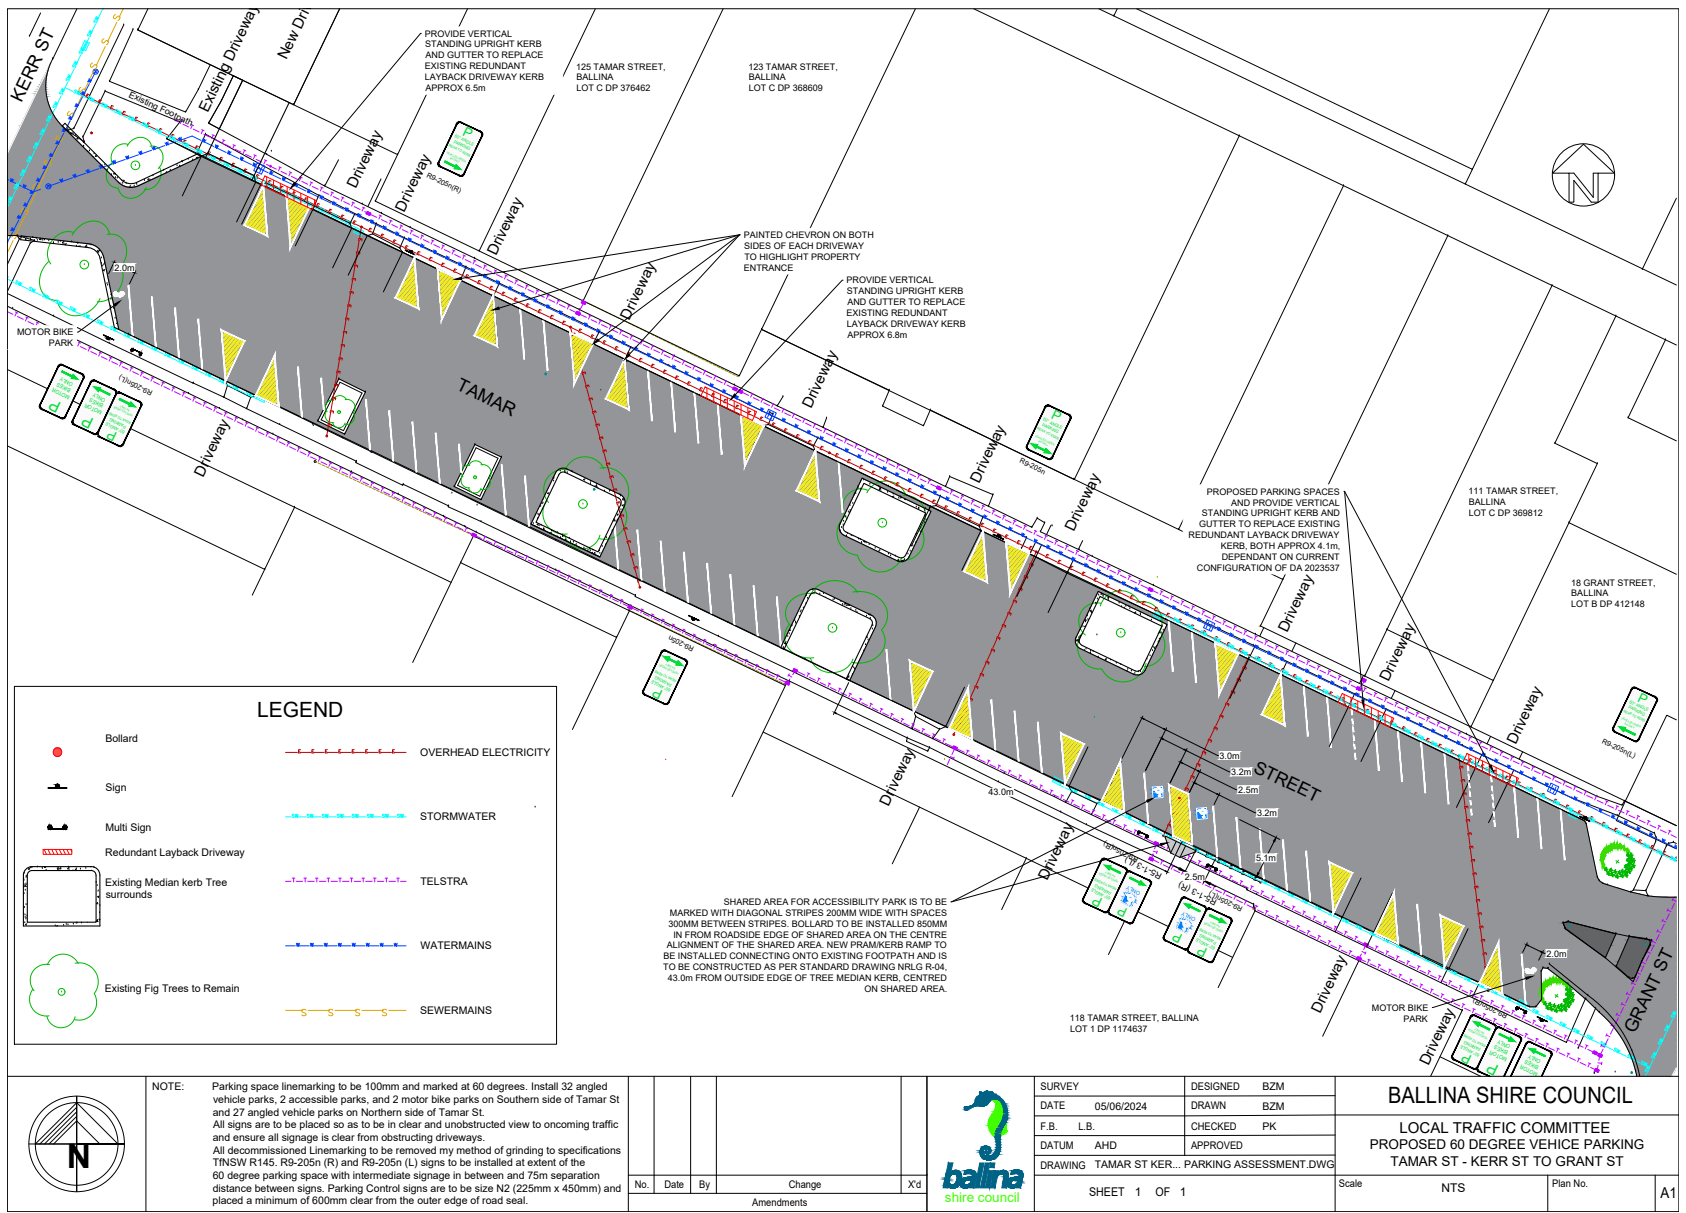 KERR ST
Existing Driveway
New Dri
Existing Footpath
PROVIDE VERTICAL
STANDING UPRIGHT KERB
AND GUTTER TO REPLACE
EXISTING REDUNDANT
LAYBACK DRIVEWAY KERB
APPROX 6.5m
125 TAMAR STREET,
BALLINA
LOT C DP 376462
123 TAMAR STREET,
BALLINA
LOT C DP 368609
Driveway
Driveway
Driveway
R9-205n(R)
Driveway
PAINTED CHEVRON ON BOTH
SIDES OF EACH DRIVEWAY
TO HIGHLIGHT PROPERTY
ENTRANCE
PROVIDE VERTICAL
STANDING UPRIGHT KERB
AND GUTTER TO REPLACE
EXISTING REDUNDANT
LAYBACK DRIVEWAY KERB
APPROX 6.8m
N
2.0m
MOTOR BIKE
PARK
R9-205n(L)
Driveway
TAMAR
Driveway
Driveway
R9-205n
Driveway
PROPOSED PARKING SPACES
AND PROVIDE VERTICAL
STANDING UPRIGHT KERB AND
GUTTER TO REPLACE EXISTING
REDUNDANT LAYBACK DRIVEWAY
KERB, BOTH APPROX 4.1m,
DEPENDANT ON CURRENT
CONFIGURATION OF DA 2023537
111 TAMAR STREET,
BALLINA
LOT C DP 369812
18 GRANT STREET,
BALLINA
LOT B DP 412148
Driveway
Driveway
Driveway
R9-205n(L)
R9-205n
STREET
3.0m
3.2m
2.5m
3.2m
5.1m
2.5m
43.0m
Driveway
Driveway
R9-205n(R)
R5-1-3 (L)
R5-1-3 (R)
R9-205n(L)
SHARED AREA FOR ACCESSIBILITY PARK IS TO BE
MARKED WITH DIAGONAL STRIPES 200MM WIDE WITH SPACES
300MM BETWEEN STRIPES. BOLLARD TO BE INSTALLED 850MM
IN FROM ROADSIDE EDGE OF SHARED AREA ON THE CENTRE
ALIGNMENT OF THE SHARED AREA. NEW PRAM/KERB RAMP TO
BE INSTALLED CONNECTING ONTO EXISTING FOOTPATH AND IS
TO BE CONSTRUCTED AS PER STANDARD DRAWING NRLG R-04,
43.0m FROM OUTSIDE EDGE OF TREE MEDIAN KERB, CENTRED
ON SHARED AREA.
118 TAMAR STREET, BALLINA
LOT 1 DP 1174637
Driveway
Driveway
2.0m
MOTOR BIKE
PARK
R9-205n(R)
GRANT ST
LEGEND
Bollard
Sign
Multi Sign
Redundant Layback Driveway
Existing Median kerb Tree
surrounds
Existing Fig Trees to Remain
OVERHEAD ELECTRICITY
STORMWATER
TELSTRA
WATERMAINS
SEWERMAINS
N
NOTE:
Parking space linemarking to be 100mm and marked at 60 degrees. Install 32 angled
vehicle parks, 2 accessible parks, and 2 motor bike parks on Southern side of Tamar St
and 27 angled vehicle parks on Northern side of Tamar St.
All signs are to be placed so as to be in clear and unobstructed view to oncoming traffic
and ensure all signage is clear from obstructing driveways.
All decommissioned Linemarking to be removed my method of grinding to specifications
TfNSW R145. R9-205n (R) and R9-205n (L) signs to be installed at extent of the
60 degree parking space with intermediate signage in between and 75m separation
distance between signs. Parking Control signs are to be size N2 (225mm x 450mm) and
placed a minimum of 600mm clear from the outer edge of road seal.
No. Date By Change X'd
Amendments
ballina
shire council
SURVEY
DESIGNED BZM
DATE 05/06/2024
DRAWN BZM
F.B. L.B.
CHECKED PK
DATUM AHD
APPROVED
DRAWING TAMAR ST KER... PARKING ASSESSMENT.DWG
SHEET 1 OF 1
BALLINA SHIRE COUNCIL
LOCAL TRAFFIC COMMITTEE
PROPOSED 60 DEGREE VEHICE PARKING
TAMAR ST - KERR ST TO GRANT ST
Scale NTS
Plan No.
A1